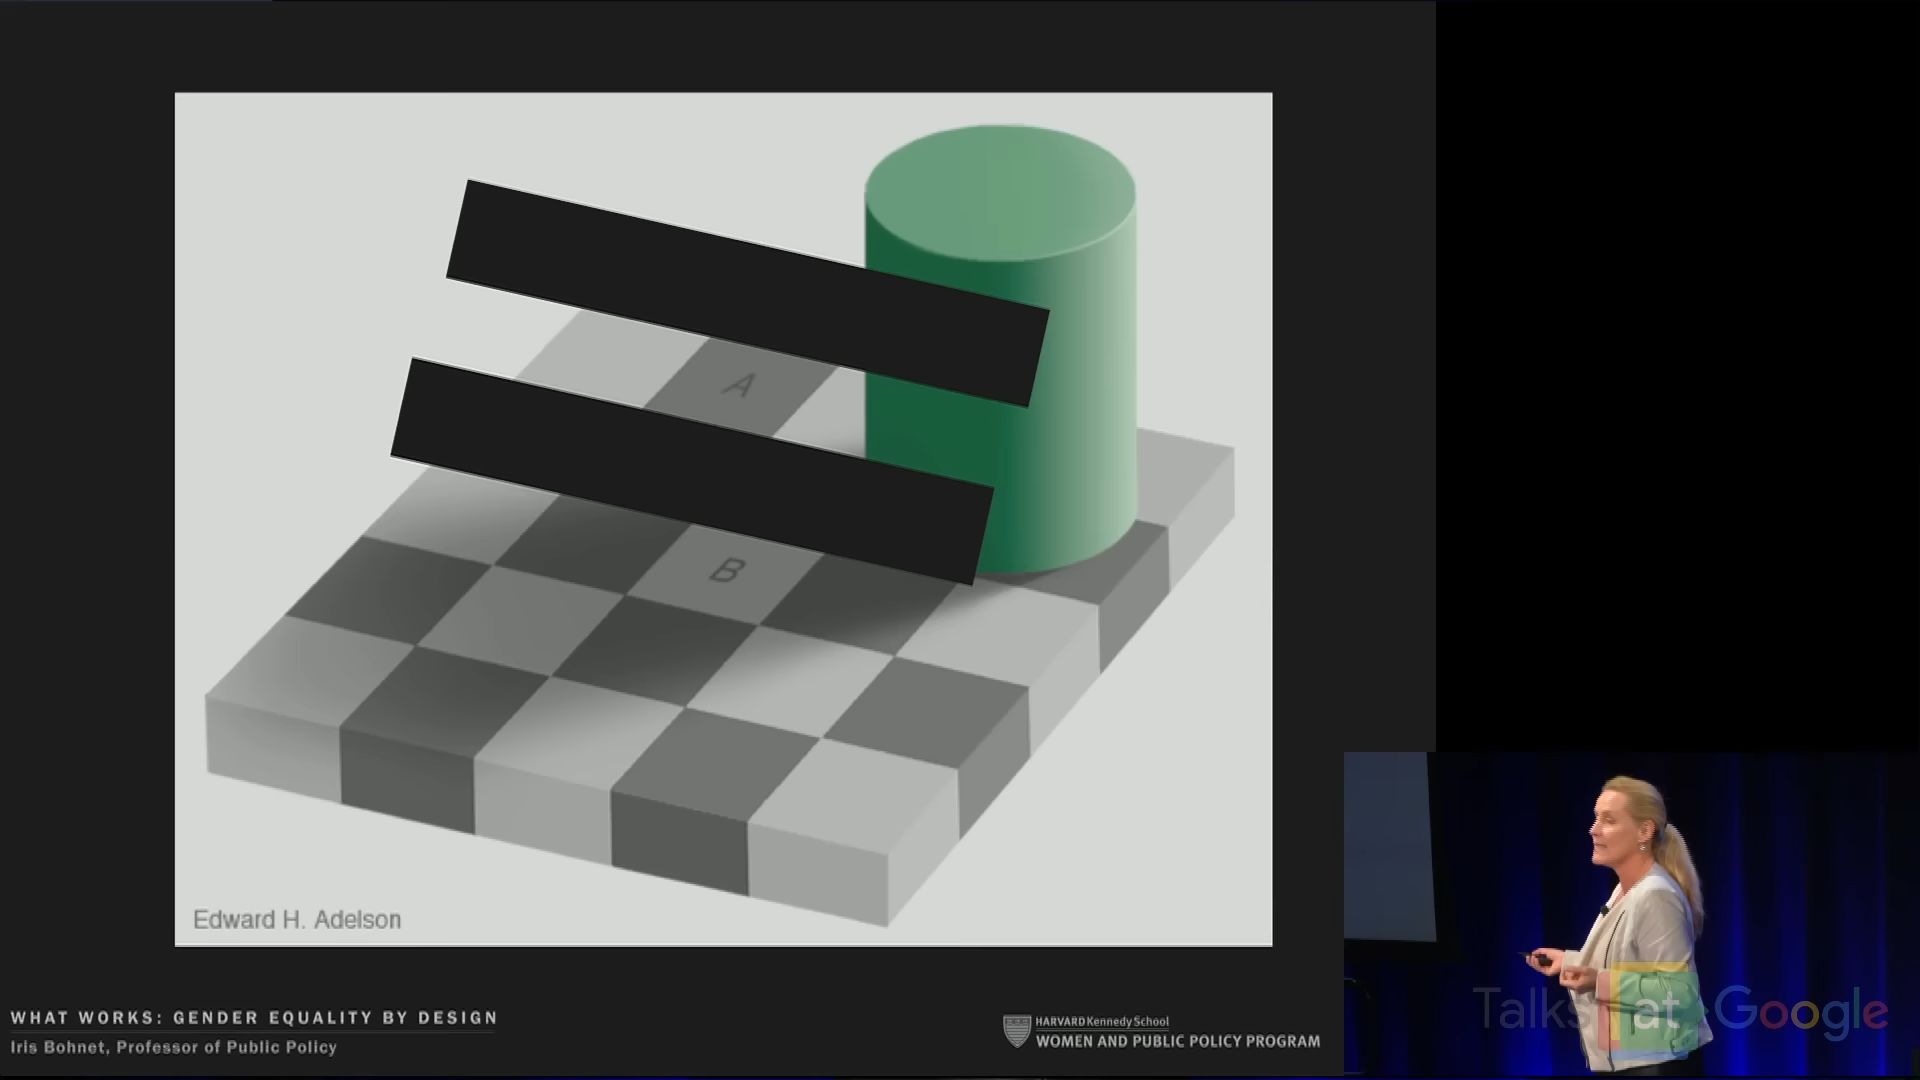 A
B
Edward H. Adelson
WHAT WORKS: GENDER EQUALITY BY DESIGN
Iris Bohnet, Professor of Public Policy
HARVARD Kennedy School
WOMEN AND PUBLIC POLICY PROGRAM
Talks at Google